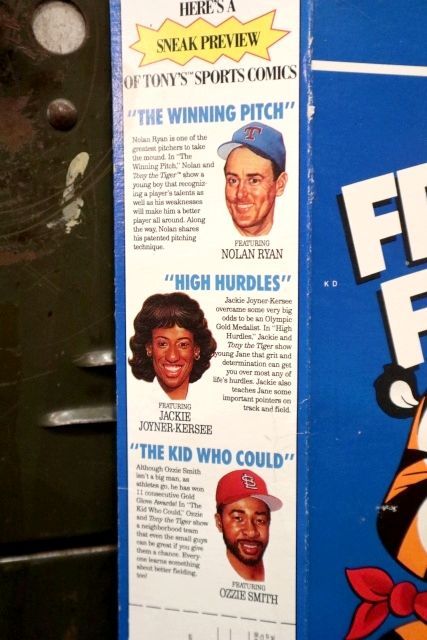 HERE'S A
SNEAK PREVIEW
OF TONY'S™ SPORTS COMICS
"THE WINNING PITCH"
Nolan Ryan is one of the
greatest pitchers to take
the mound. In "The
Winning Pitch," Nolan and
Tony the Tiger™ show a
young boy that recogniz-
ing a player's talents as
well as his weaknesses
will make him a better
player all around. Along
the way, Nolan shares
his patented pitching
technique.
T
FEATURING
NOLAN RYAN
"HIGH HURDLES"
Jackie Joyner-Kersee
overcame some very big
odds to be an Olympic
Gold Medalist. In "High
Hurdles," Jackie and
Tony the Tiger show
young Jane that grit and
determination can get
you over most any of
life's hurdles. Jackie also
teaches Jane some
important pointers on
track and field.
FEATURING
JACKIE
JOYNER-KERSEE
"THE KID WHO COULD"
Although Ozzie Smith
isn't a big man, as
athletes go, he has won
11 consecutive Gold
Glove Awards! In "The
Kid Who Could," Ozzie
and Tony the Tiger show
a neighborhood team
that even the small guys
can be great if you give
them a chance. Every-
one learns something
about better fielding,
too!
FEATURING
OZZIE SMITH
K D